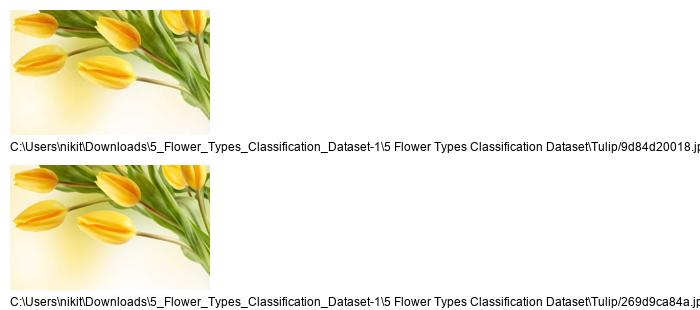 C:\Users\nikit\Downloads\5_Flower_Types_Classification_Dataset-1\5 Flower Types Classification Dataset\Tulip/9d84d20018.jp
C:\Users\nikit\Downloads\5_Flower_Types_Classification_Dataset-1\5 Flower Types Classification Dataset\Tulip/269d9ca84a.jp